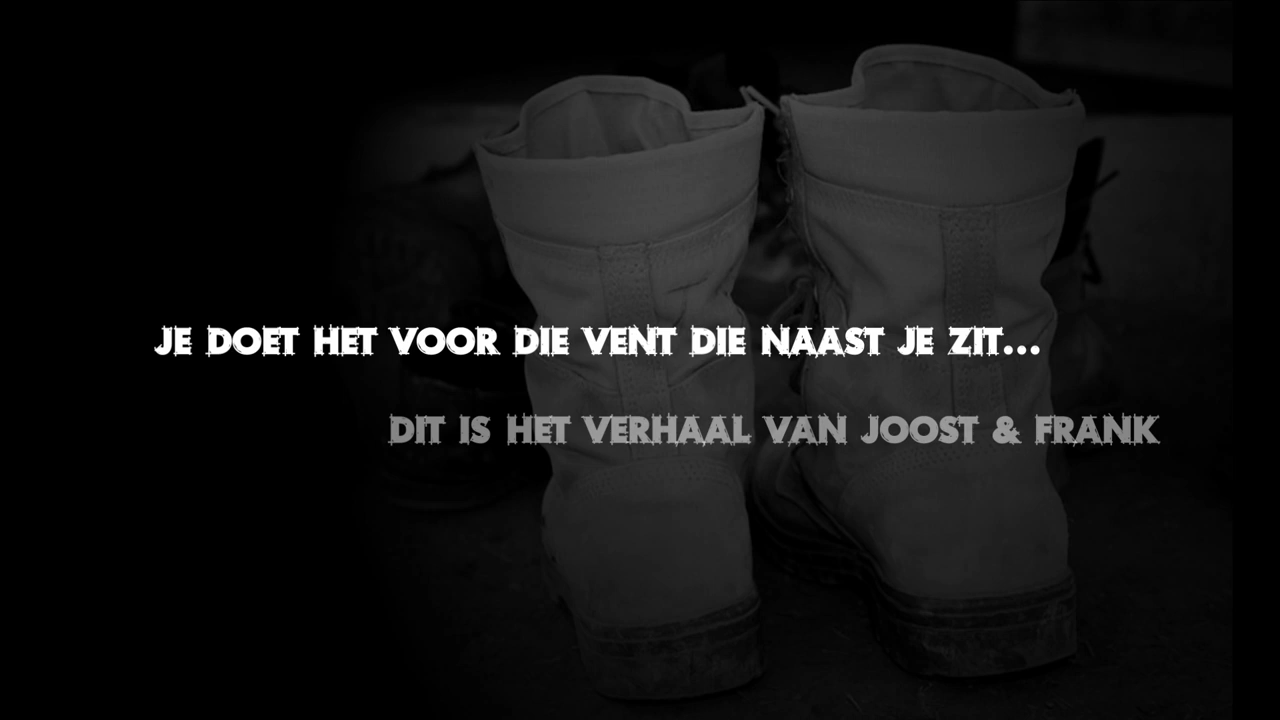 JE DOET HET VOOR DIE VENT DIE NAAST JE ZIT...
DIT IS HET VERHAAL VAN JOOST & FRANK